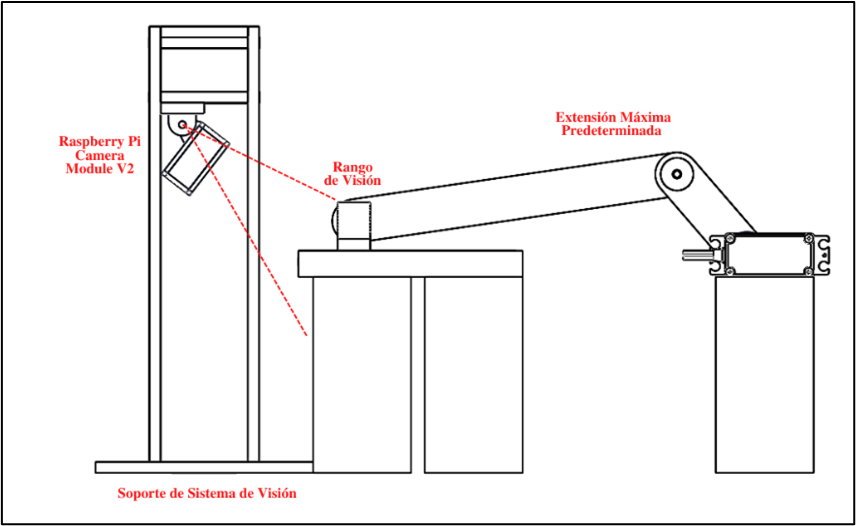 Extensión Máxima
Predeterminada
Raspberry Pi
Camera
Module V2
Rango
de Visión
Soporte de Sistema de Visión